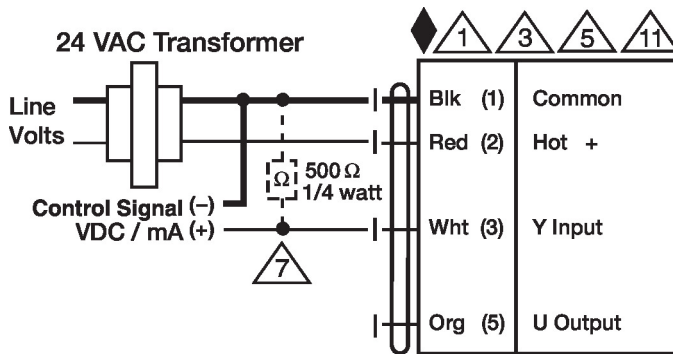 1 3 5 11
24 VAC Transformer
Line
Volts
Blk (1) Common
Red (2) Hot +
Ω 500 Ω
1/4 watt
Control Signal (–)
VDC / mA (+)
Wht (3) Y Input
7
Org (5) U Output